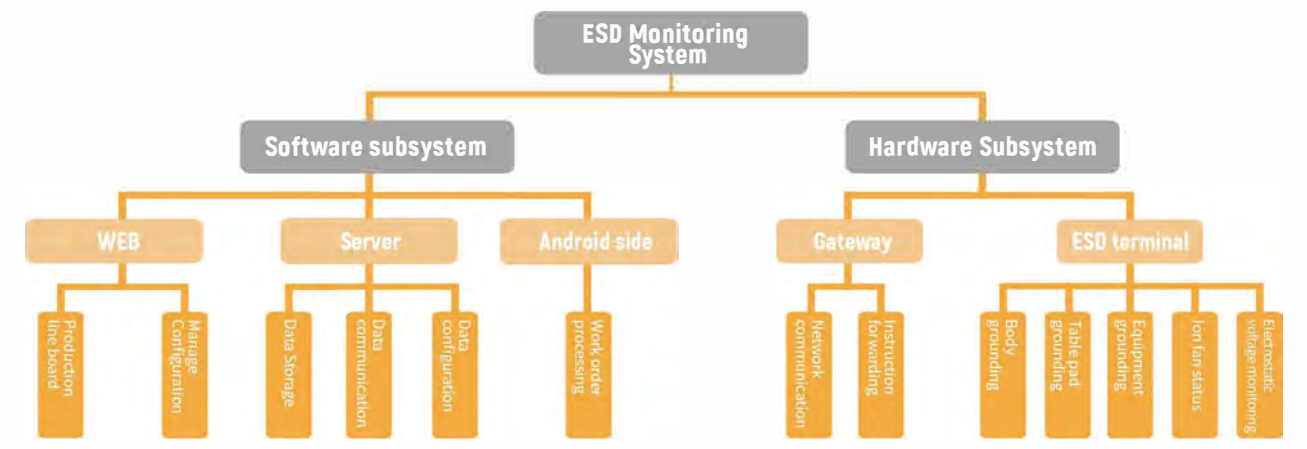 ESD Monitoring
System
Software subsystem
Hardware Subsystem
WEB
Server
Android side
Gateway
ESD terminal
Production
line board
Manage
Configuration
Data Storage
Data
communication
Data
configuration
Work order
processing
Network
communication
Instruction
forwarding
Body
grounding
Table pad
grounding
Equipment
grounding
Ion fan status
Electrostatic
voltage monitoring